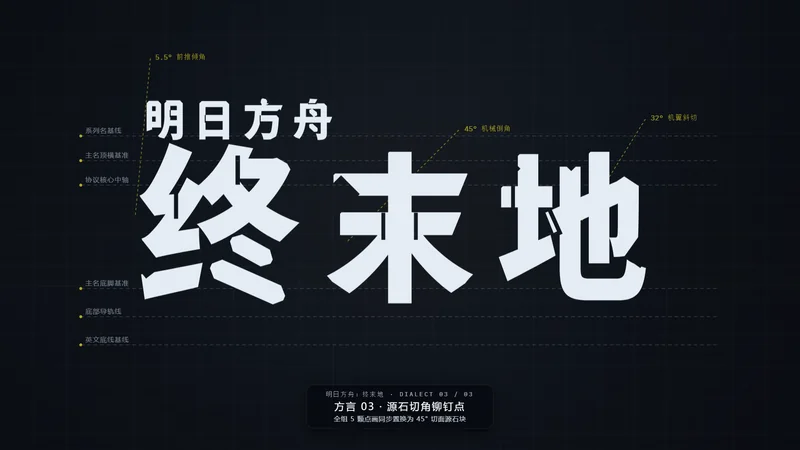 5.5° 前推倾角
明日方舟
系列名基线
45° 机械倒角
32° 机翼斜切
主名顶横基准
协议核心中轴
终末地
主名底脚基准
底部导轨线
英文底线基线
明日方舟：终末地 · DIALECT 03 / 03
方言 03 · 源石切角铆钉点
全组 5 颗点画同步置换为 45° 切面源石块